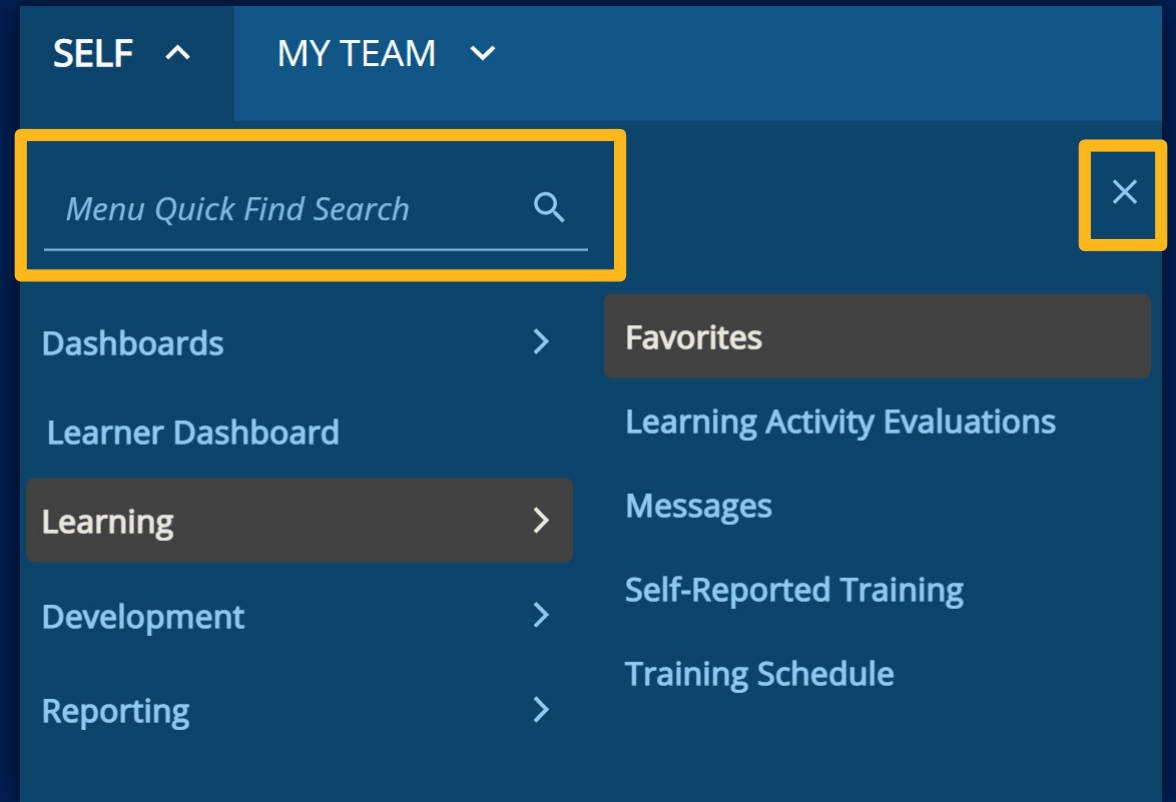 SELF
MY TEAM
Menu Quick Find Search
Dashboards
Learner Dashboard
Learning
Development
Reporting
Favorites
Learning Activity Evaluations
Messages
Self-Reported Training
Training Schedule